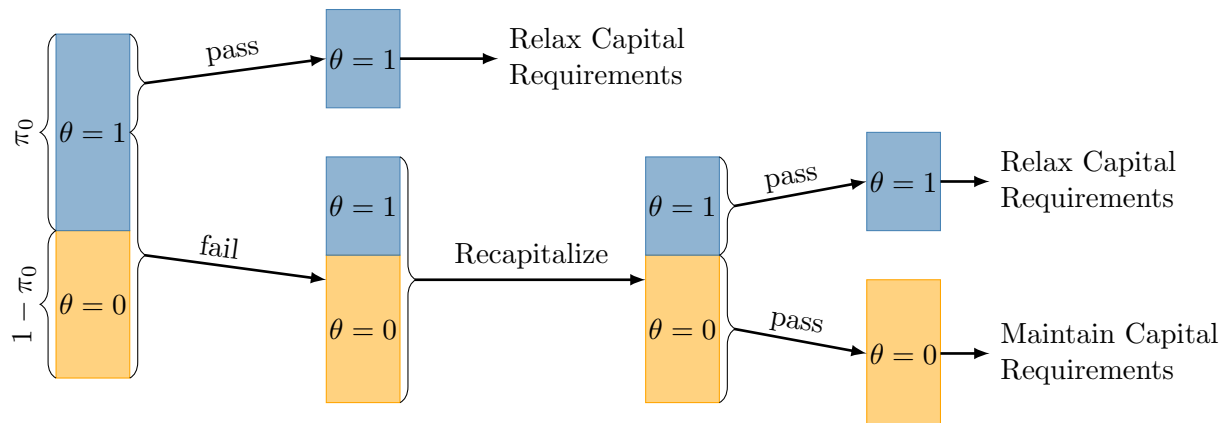 π₀
1 − π₀
θ = 1
θ = 0
pass
fail
θ = 1
Relax Capital
Requirements
θ = 1
θ = 0
Recapitalize
θ = 1
θ = 0
pass
pass
θ = 1
Relax Capital
Requirements
θ = 0
Maintain Capital
Requirements